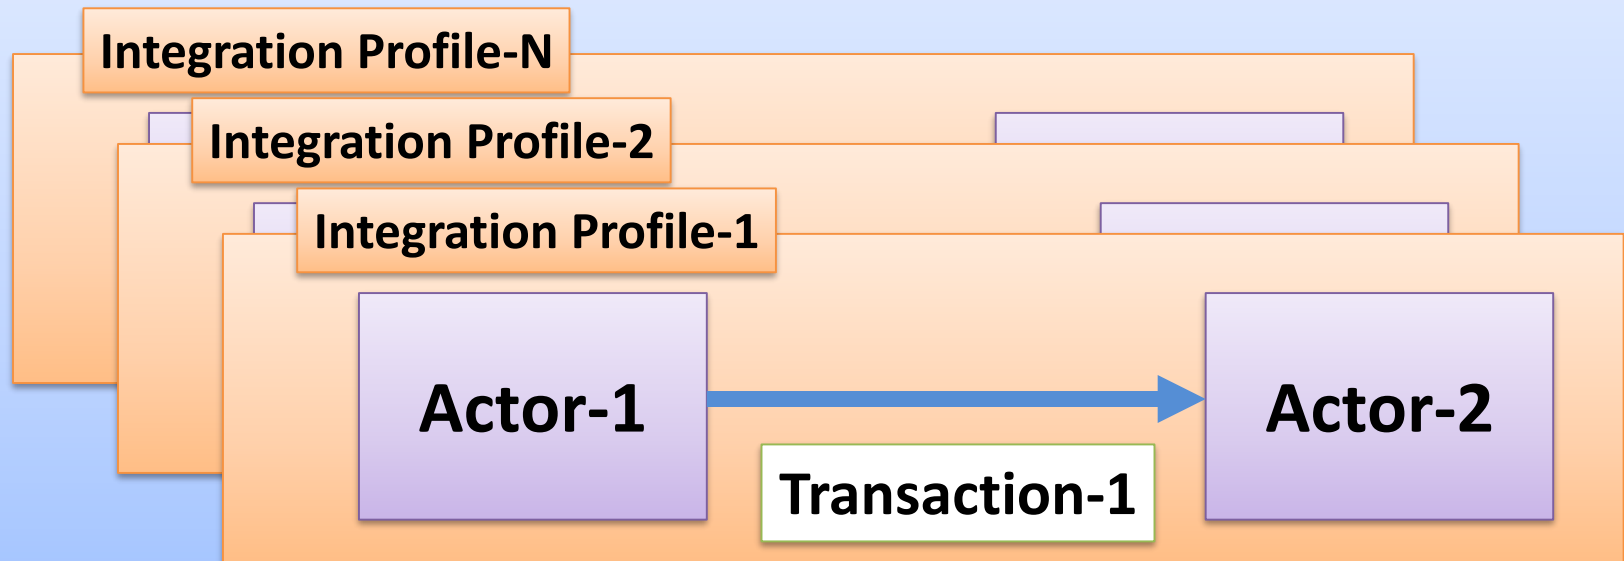 Integration Profile-N
Integration Profile-2
Integration Profile-1
Actor-1
Actor-2
Transaction-1